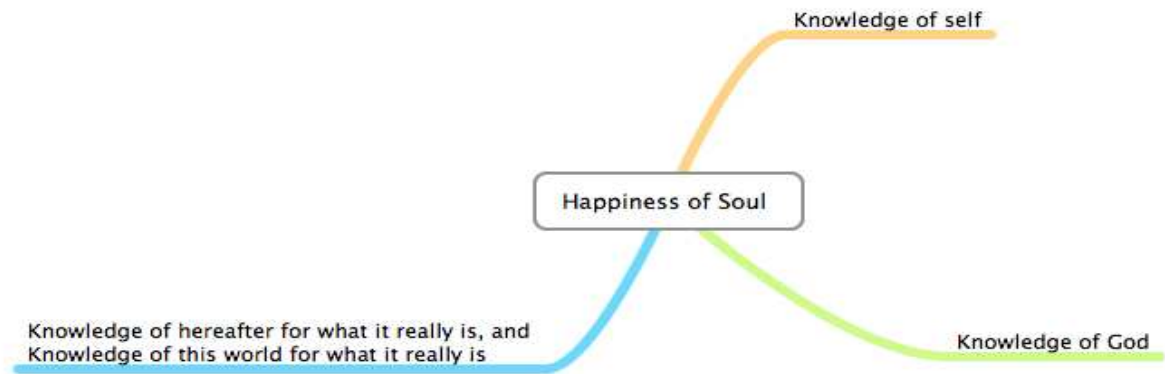 Knowledge of self
Happiness of Soul
Knowledge of hereafter for what it really is, and
Knowledge of this world for what it really is
Knowledge of God